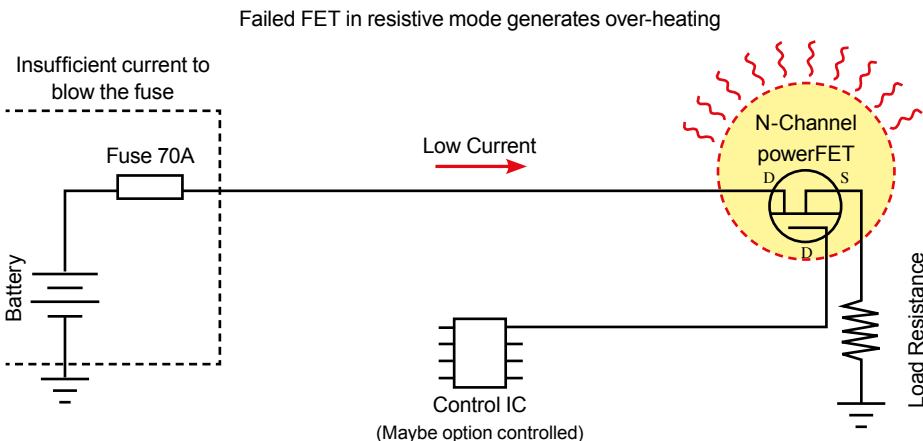 Failed FET in resistive mode generates over-heating
Insufficient current to
blow the fuse
Fuse 70A
Low Current
N-Channel
powerFET
D
S
D
Battery
Load Resistance
Control IC
(Maybe option controlled)